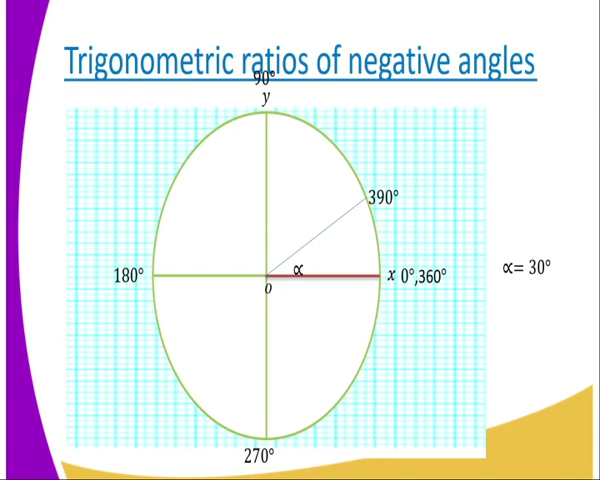 Trigonometric ratios of negative angles
90°
y
390°
180°
∝
x 0°,360°
∝= 30°
o
270°